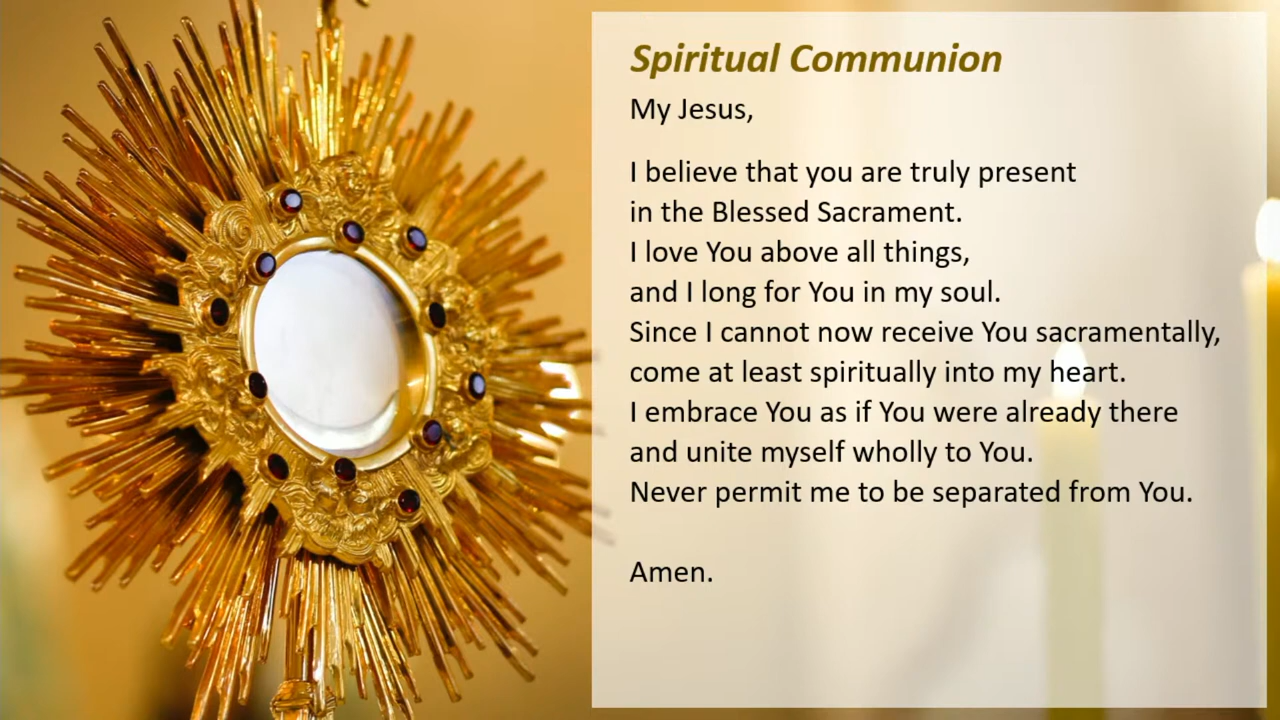 Spiritual Communion
My Jesus,
I believe that you are truly present
in the Blessed Sacrament.
I love You above all things,
and I long for You in my soul.
Since I cannot now receive You sacramentally,
come at least spiritually into my heart.
I embrace You as if You were already there
and unite myself wholly to You.
Never permit me to be separated from You.
Amen.